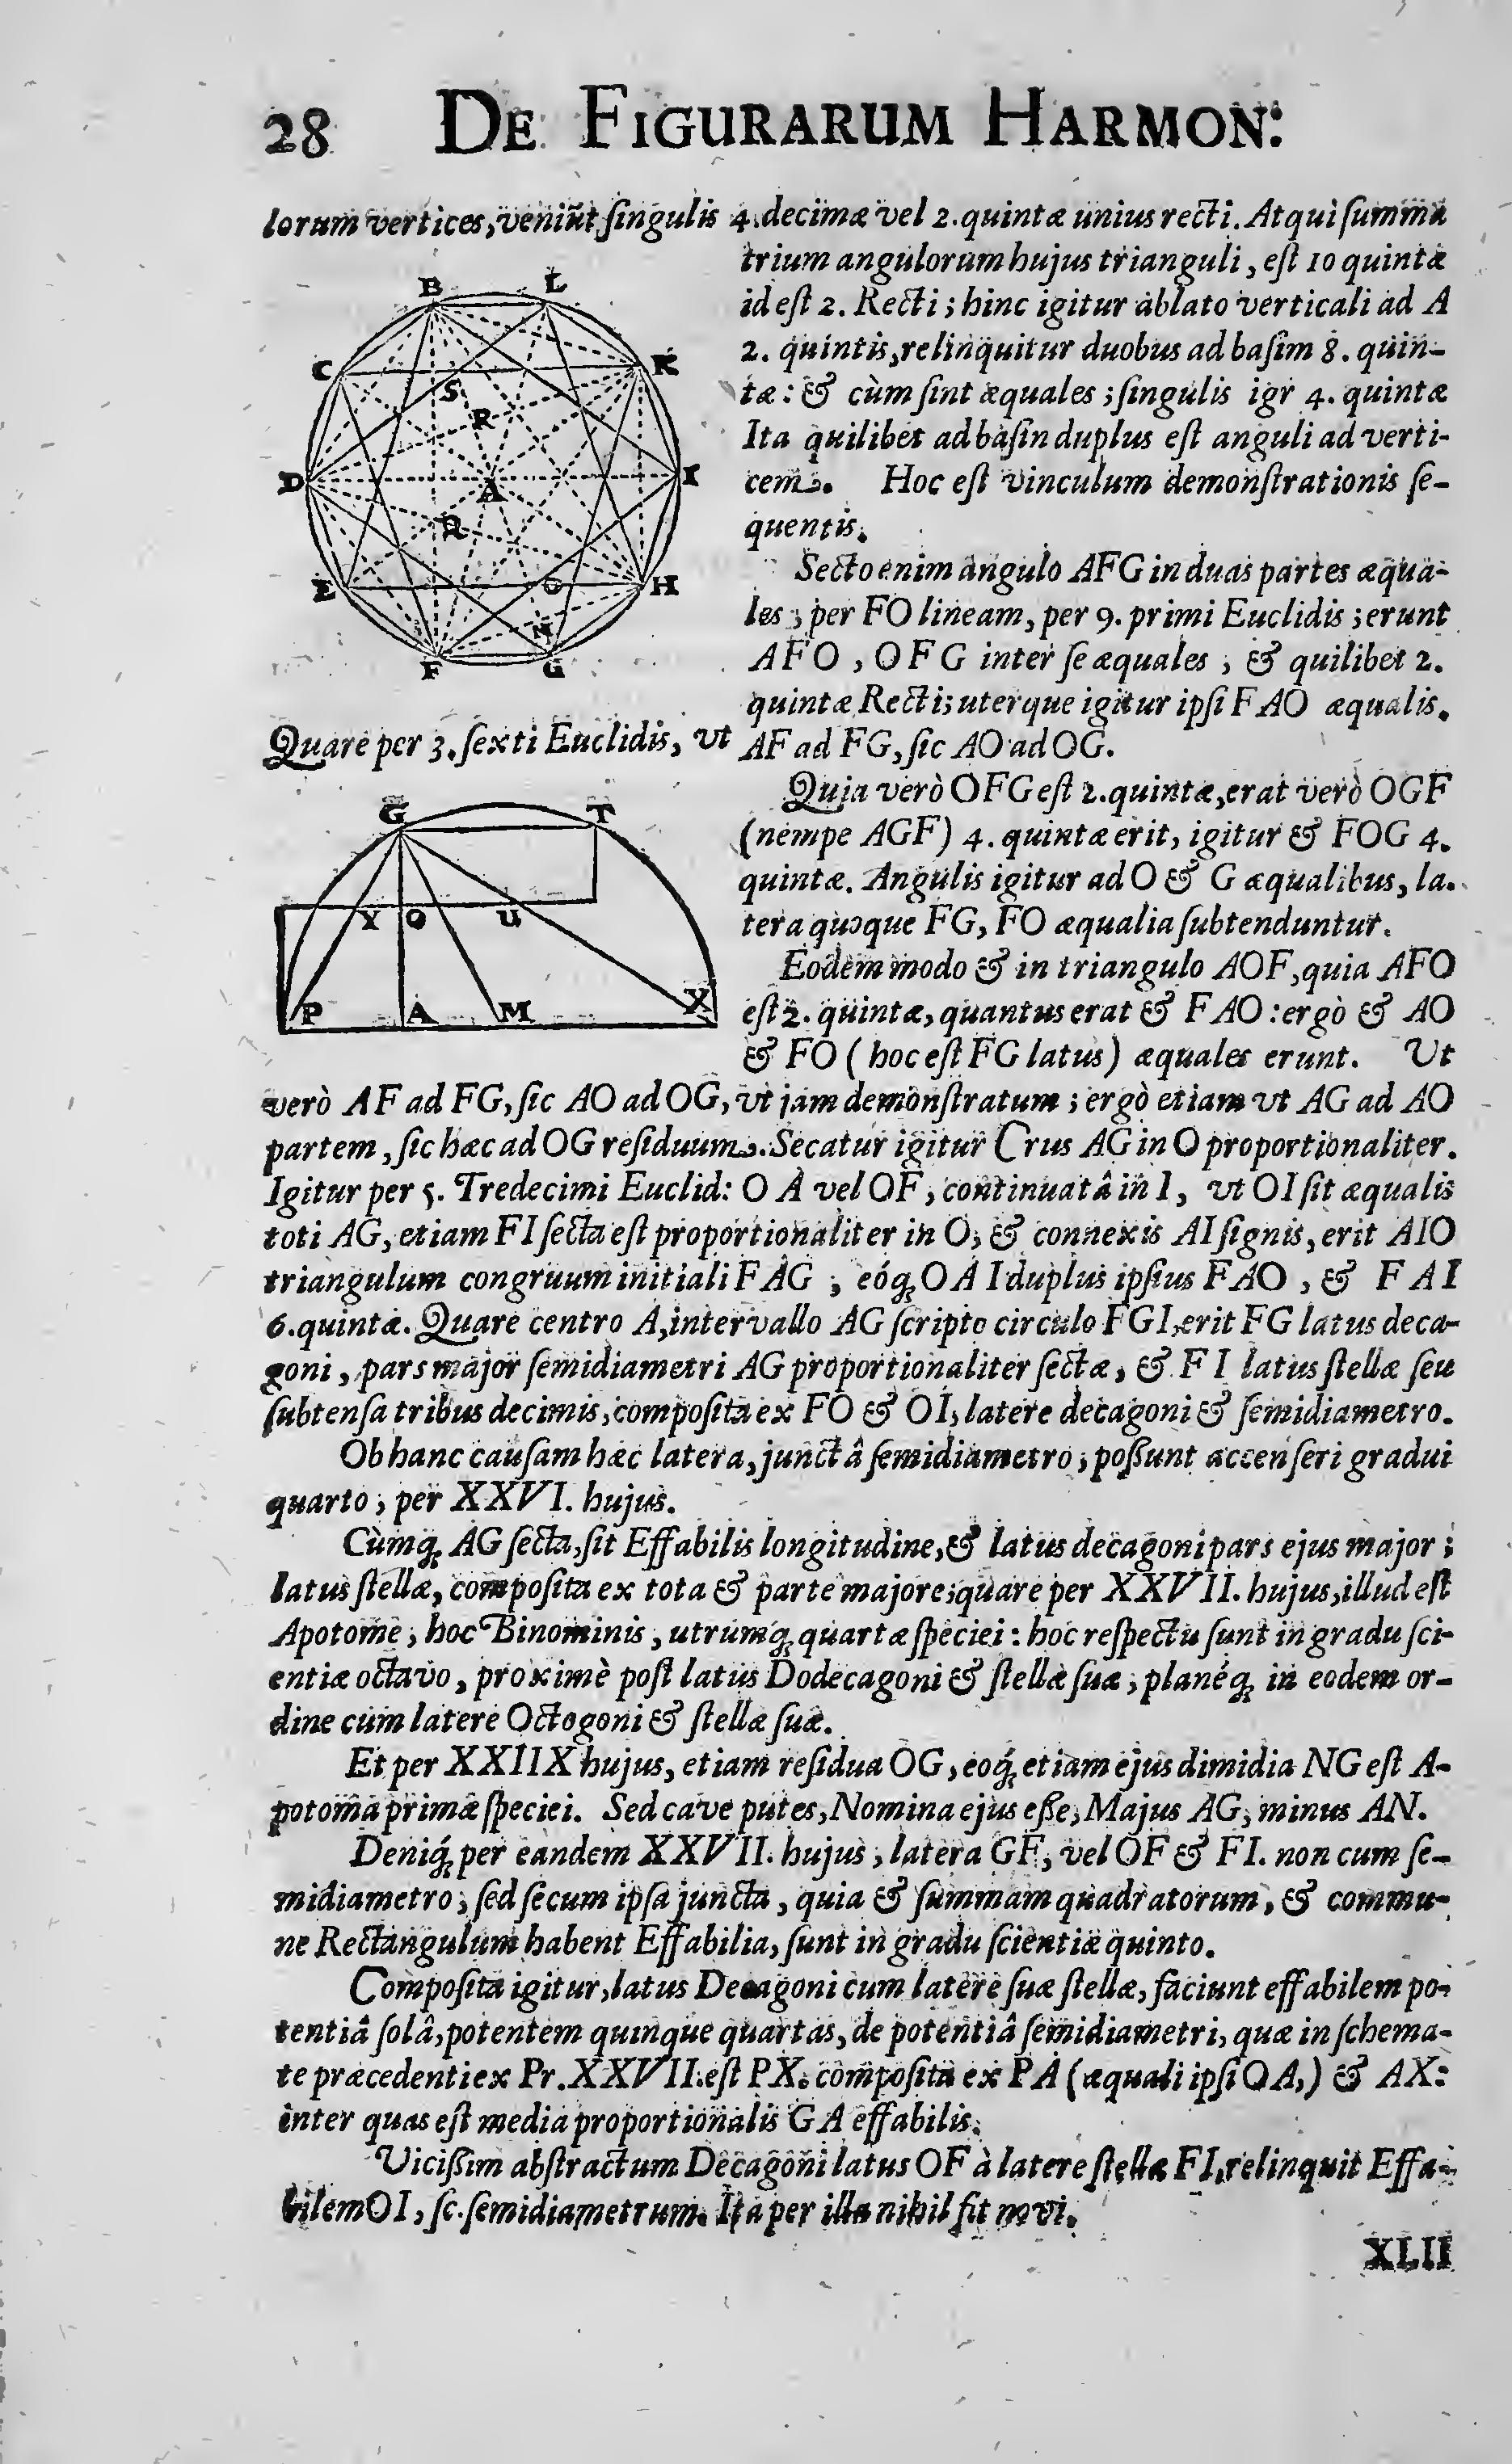 28 DE FIGURARUM HARMON:
lorum vertices, veniũt ſingulis 4. decimæ vel 2. quintæ unius recti. Atqui ſumma
trium angulorum hujus trianguli, eſt 10 quintæ
id eſt 2. Recti; hinc igitur ablato verticali ad A
2. quintis, relinquitur duobus ad baſim 8. quin-
tæ: & cùm ſint æquales; ſingulis igr 4. quintæ
Ita quilibet ad baſin duplus eſt anguli ad verti-
cem. Hoc eſt vinculum demonſtrationis ſe-
quentis.
B L
C K
S
R
D A I
Q
E O H
N
F G
Secto enim angulo AFG in duas partes æqua-
les; per FO lineam, per 9. primi Euclidis; erunt
AFO, OFG inter ſe æquales, & quilibet 2.
quintæ Recti; uterque igitur ipſi FAO æqualis.
Quare per 3. ſexti Euclidis, vt AF ad FG, ſic AO ad OG.
Quia verò OFG eſt 2. quintæ, erat verò OGF
(nempe AGF) 4. quintæ erit, igitur & FOG 4.
quintæ. Angulis igitur ad O & G æqualibus, la.
tera quoque FG, FO æqualia ſubtenduntur.
G T
Y O U
P A M X
Eodem modo & in triangulo AOF, quia AFO
eſt 2. quintæ, quantus erat & FAO: ergò & AO
& FO (hoc eſt FG latus) æquales erunt. Vt
verò AF ad FG, ſic AO ad OG, vt jam demonſtratum; ergò etiam vt AG ad AO
partem, ſic hæc ad OG reſiduum. Secatur igitur Crus AG in O proportionaliter.
Igitur per 5. Tredecimi Euclid: O A vel OF, continuatâ in I, vt OI ſit æqualis
toti AG, etiam FI ſecta eſt proportionaliter in O; & connexis AI ſignis, erit AIO
triangulum congruum initiali FAG; eóq; OAI duplus ipſius FAO, & FAI
6. quintæ. Quare centro A, intervallo AG ſcripto circulo FGI, erit FG latus deca-
goni, pars major ſemidiametri AG proportionaliter ſectæ, & FI latus ſtellæ ſeu
ſubtenſa tribus decimis, compoſita ex FO & OI, latere decagoni & ſemidiametro.
Ob hanc cauſam hæc latera, junctâ ſemidiametro, poſſunt accenſeri gradui
quarto, per XXVI. hujus.
Cùmq; AG ſecta, ſit Effabilis longitudine, & latus decagoni pars ejus major;
latus ſtellæ, compoſita ex tota & parte majore; quare per XXVII. hujus, illud eſt
Apotome, hoc Binominis, utrumq; quartæ ſpeciei: hoc reſpectu ſunt in gradu ſci-
entiæ octavo, proximè poſt latus Dodecagoni & ſtellæ ſuæ; planéq; in eodem or-
dine cum latere Octogoni & ſtellæ ſuæ.
Et per XXIIX hujus, etiam reſidua OG, eoq́; etiam ejus dimidia NG eſt A-
potoma primæ ſpeciei. Sed cave putes, Nomina ejus eſſe, Majus AG, minus AN.
Deniq́; per eandem XXVII. hujus, latera GF, vel OF & FI. non cum ſe-
midiametro, ſed ſecum ipſa juncta, quia & ſummam quadratorum, & commu-
ne Rectangulum habent Effabilia, ſunt in gradu ſcientiæ quinto.
Compoſita igitur, latus Decagoni cum latere ſuæ ſtellæ, faciunt effabilem po-
tentiâ ſolâ, potentem quinque quartas, de potentiâ ſemidiametri, quæ in ſchema-
te præcedenti ex Pr. XXVII. eſt PX. compoſita ex PA (æquali ipſi OA,) & AX:
inter quas eſt media proportionalis GA effabilis.
Viciſſim abſtractum Decagoni latus OF à latere ſtellæ FI, relinquit Effa-
bilem OI, ſc. ſemidiametrum. Ita per illa nihil fit novi.
XLII